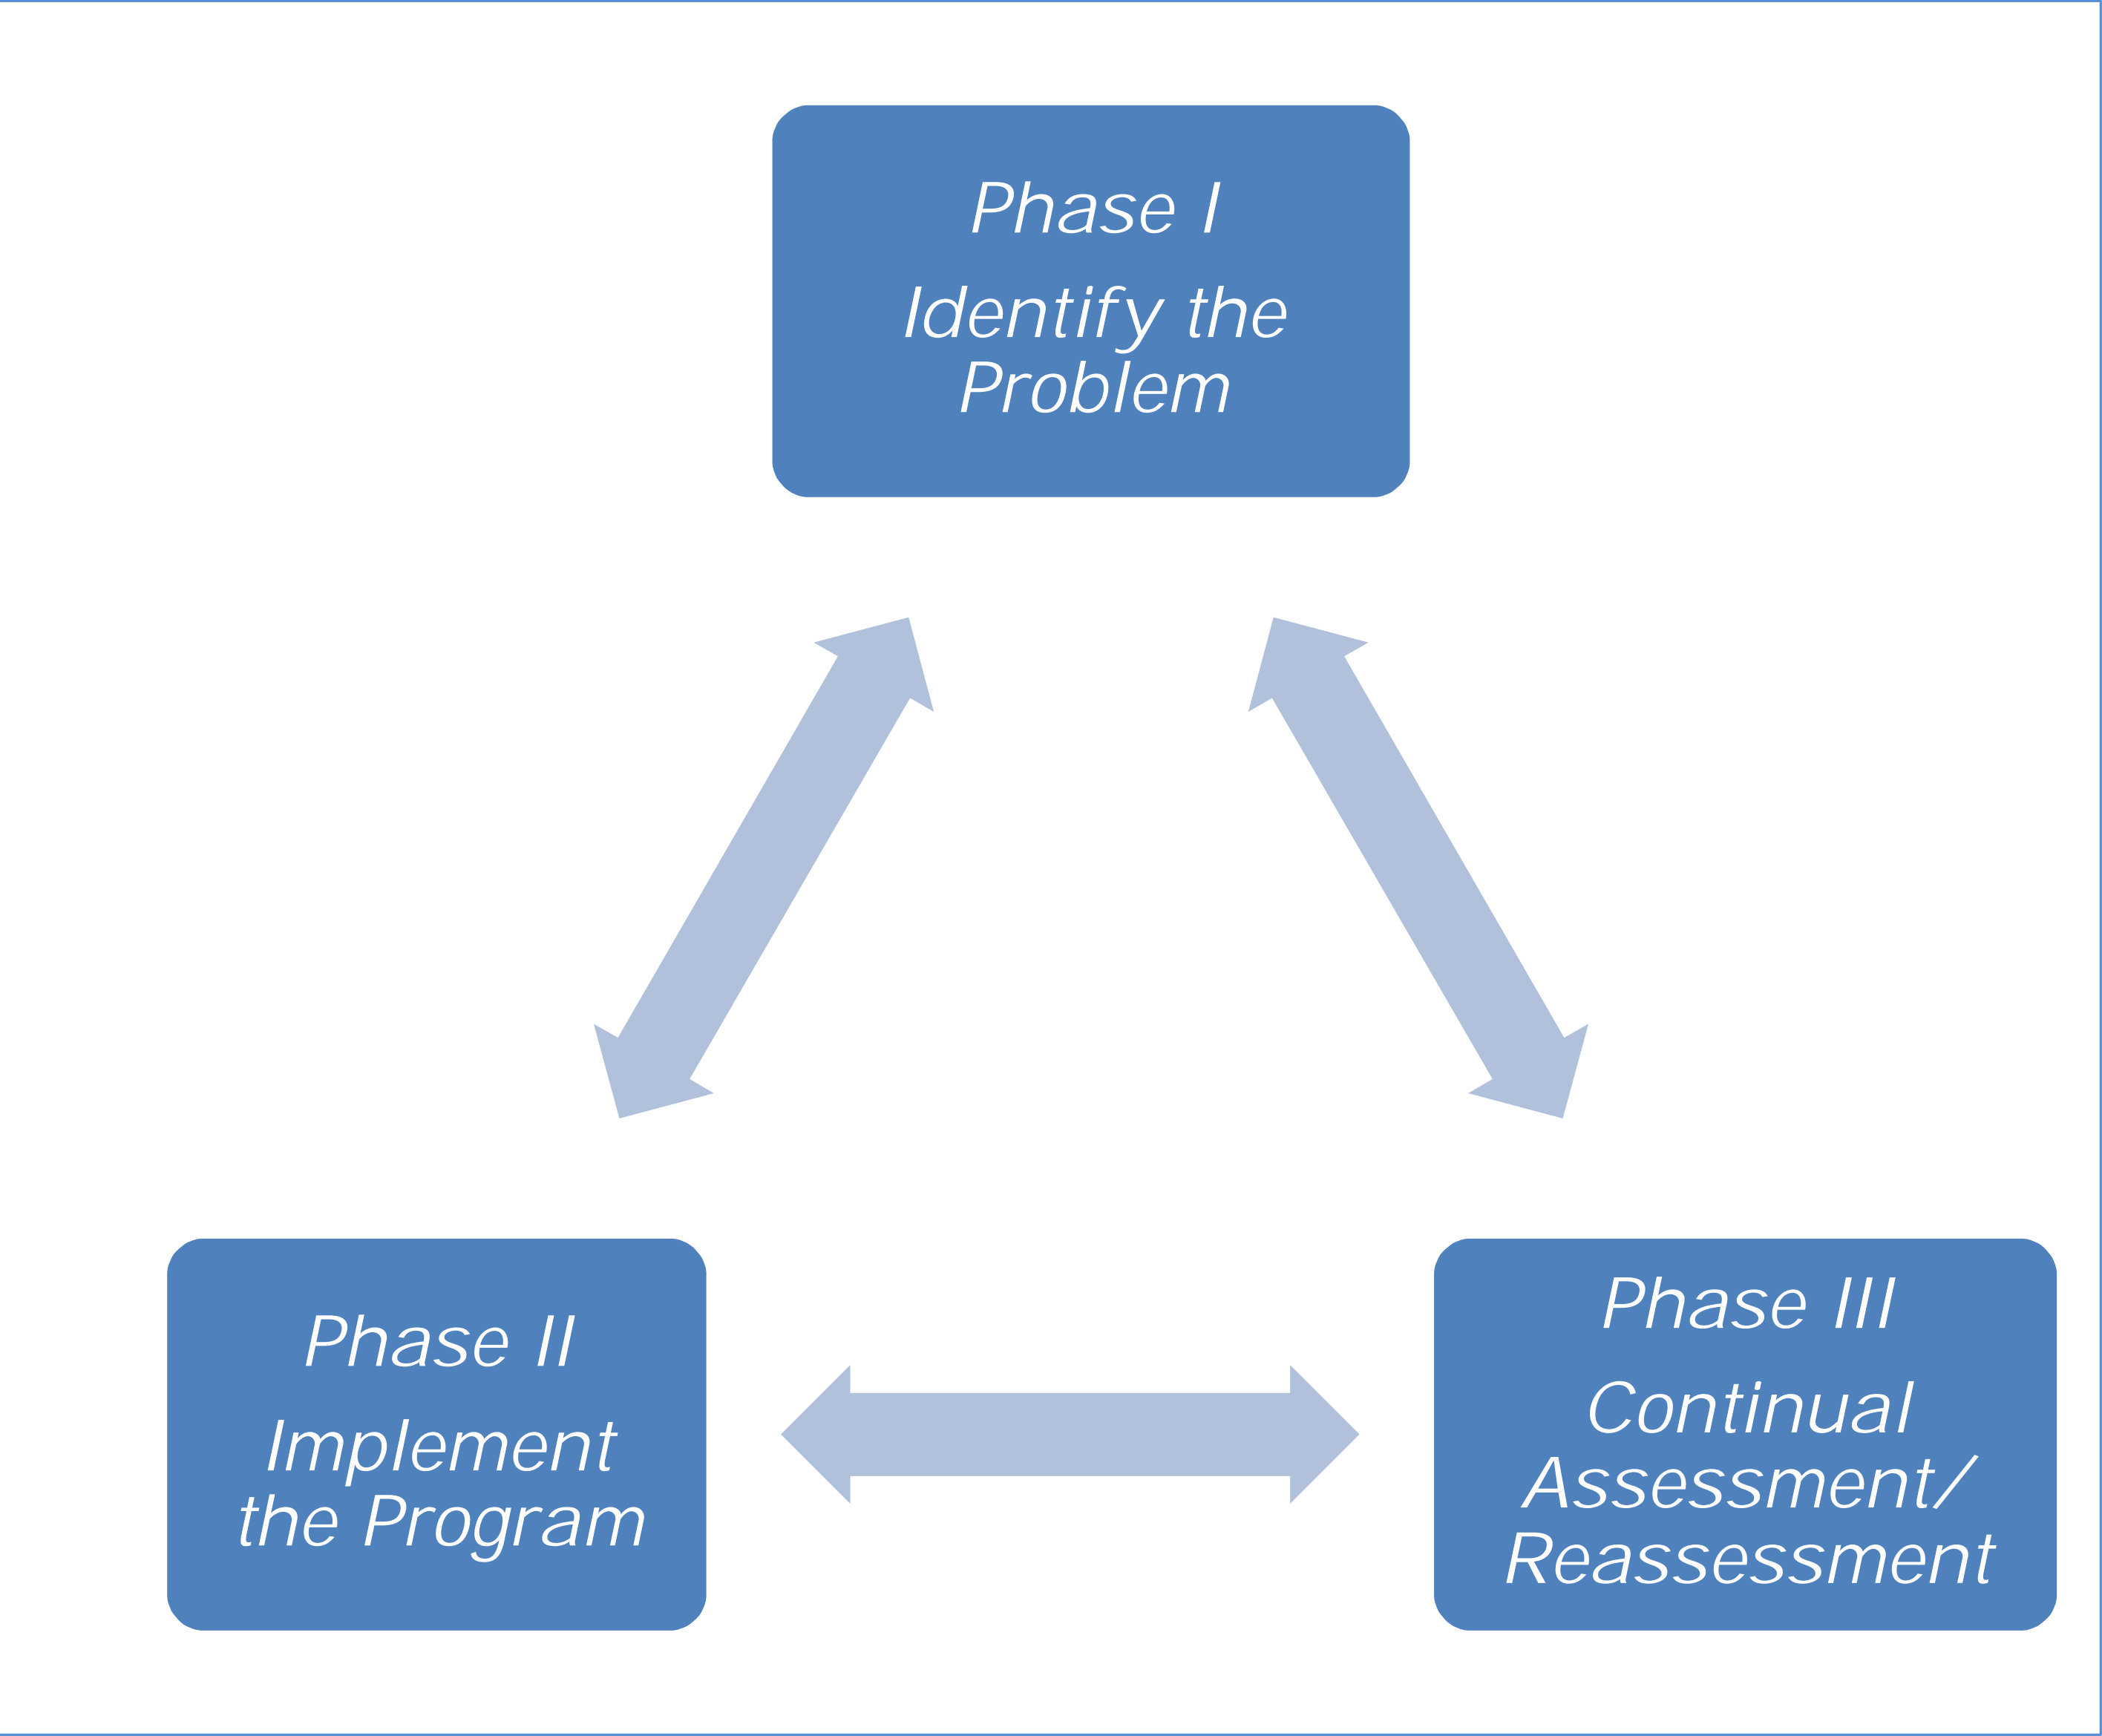 Phase I
Identify the
Problem
Phase II
Implement
the Program
Phase III
Continual
Assessment/
Reassessment